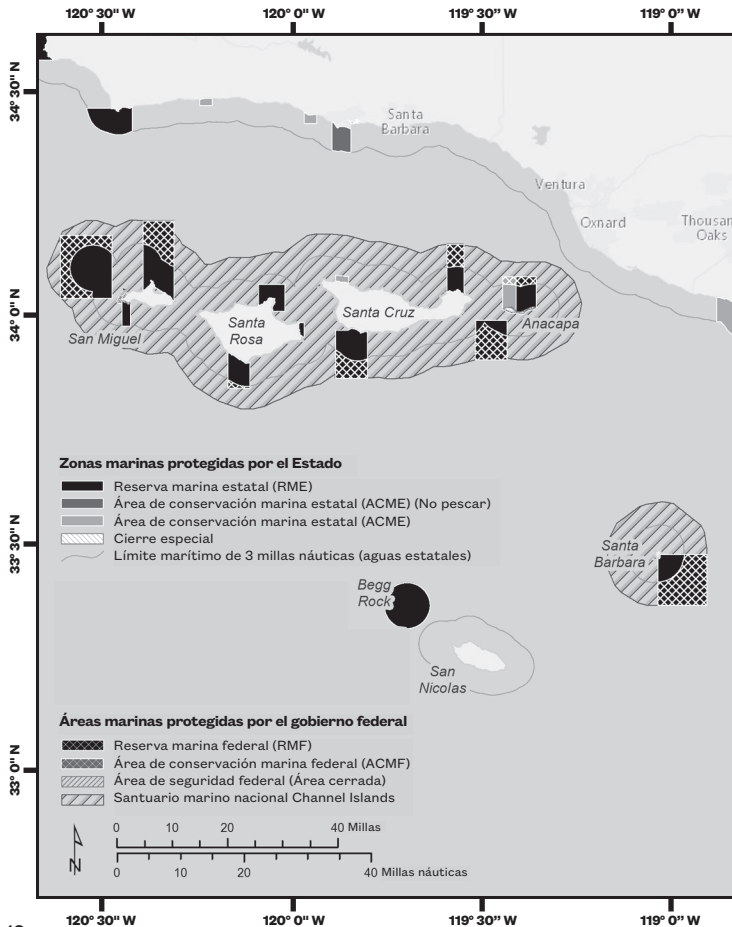 120° 30" W 120° 0" W 119° 30" W 119° 0" W
34° 30" N
Santa
Barbara
Ventura
Oxnard
Thousan
Oaks
34° 0" N
San Miguel
Santa
Rosa
Santa Cruz
Anacapa
Zonas marinas protegidas por el Estado
Reserva marina estatal (RME)
Área de conservación marina estatal (ACME) (No pescar)
Área de conservación marina estatal (ACME)
Cierre especial
Límite marítimo de 3 millas náuticas (aguas estatales)
33° 30" N
Santa
Barbara
Begg
Rock
San
Nicolas
Áreas marinas protegidas por el gobierno federal
Reserva marina federal (RMF)
Área de conservación marina federal (ACMF)
Área de seguridad federal (Área cerrada)
Santuario marino nacional Channel Islands
33° 0" N
N
0 10 20 40 Millas
0 10 20 40 Millas náuticas
120° 30" W 120° 0" W 119° 30" W 119° 0" W